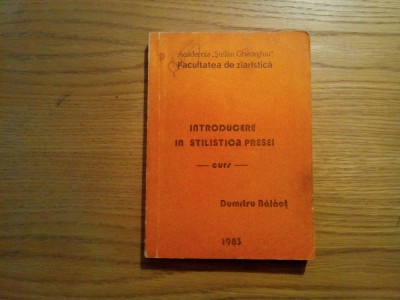 Academia „Ștefan Gheorghiu"
Facultatea de ziaristică
INTRODUCERE
IN STILISTICA PRESEI
— curs —
Dumitru Bălăeț
1983